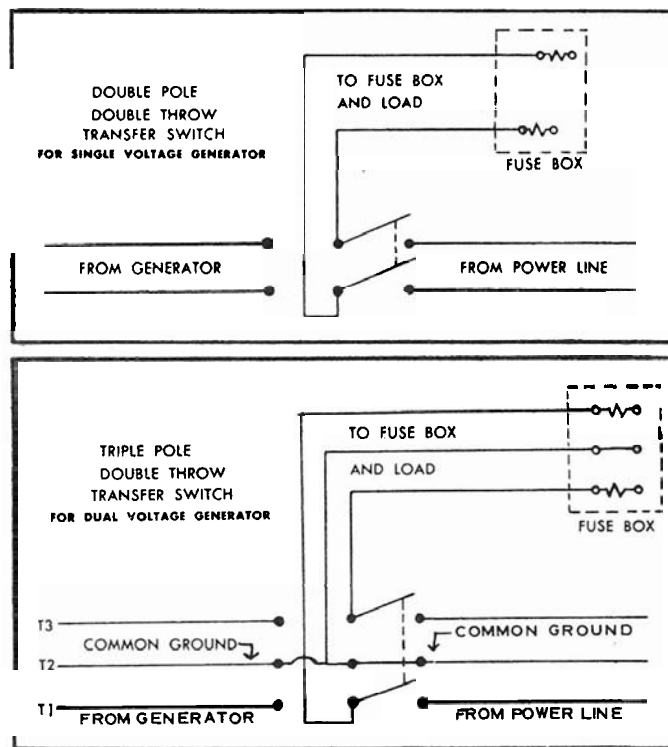 DOUBLE POLE
DOUBLE THROW
TRANSFER SWITCH
FOR SINGLE VOLTAGE GENERATOR
TO FUSE BOX
AND LOAD
FUSE BOX
FROM GENERATOR
FROM POWER LINE
TRIPLE POLE
DOUBLE THROW
TRANSFER SWITCH
FOR DUAL VOLTAGE GENERATOR
TO FUSE BOX
AND LOAD
FUSE BOX
T3
COMMON GROUND
COMMON GROUND
T2
T1
FROM GENERATOR
FROM POWER LINE